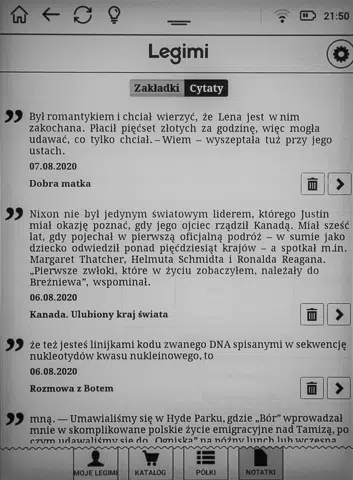 21:50
Legimi
Zakładki Cytaty
Był romantykiem i chciał wierzyć, że Lena jest w nim
zakochana. Płacił pięćset złotych za godzinę, więc mogła
udawać, co tylko chciał. – Wiem – wyszeptała tuż przy jego
ustach.
07.08.2020
Dobra matka
Nixon nie był jedynym światowym liderem, którego Justin
miał okazję poznać, gdy jego ojciec rządził Kanadą. Miał sześć
lat, gdy pojechał w pierwszą oficjalną podróż – w sumie jako
dziecko odwiedził ponad pięćdziesiąt krajów – a spotkał m.in.
Margaret Thatcher, Helmuta Schmidta i Ronalda Reagana.
„Pierwsze zwłoki, które w życiu zobaczyłem, należały do
Breżniewa”, wspominał.
06.08.2020
Kanada. Ulubiony kraj świata
że też jesteś linijkami kodu zwanego DNA spisanymi w sekwencję
nukleotydów kwasu nukleinowego, to
06.08.2020
Rozmowa z Botem
mną. — Umawialiśmy się w Hyde Parku, gdzie „Bór” wprowadzał
mnie w skomplikowane polskie życie emigracyjne nad Tamizą, po
czym udawaliśmy się do „Ogniska” na późny lunch lub wczesną
MOJE LEGIMI KATALOG PÓŁKI NOTATKI